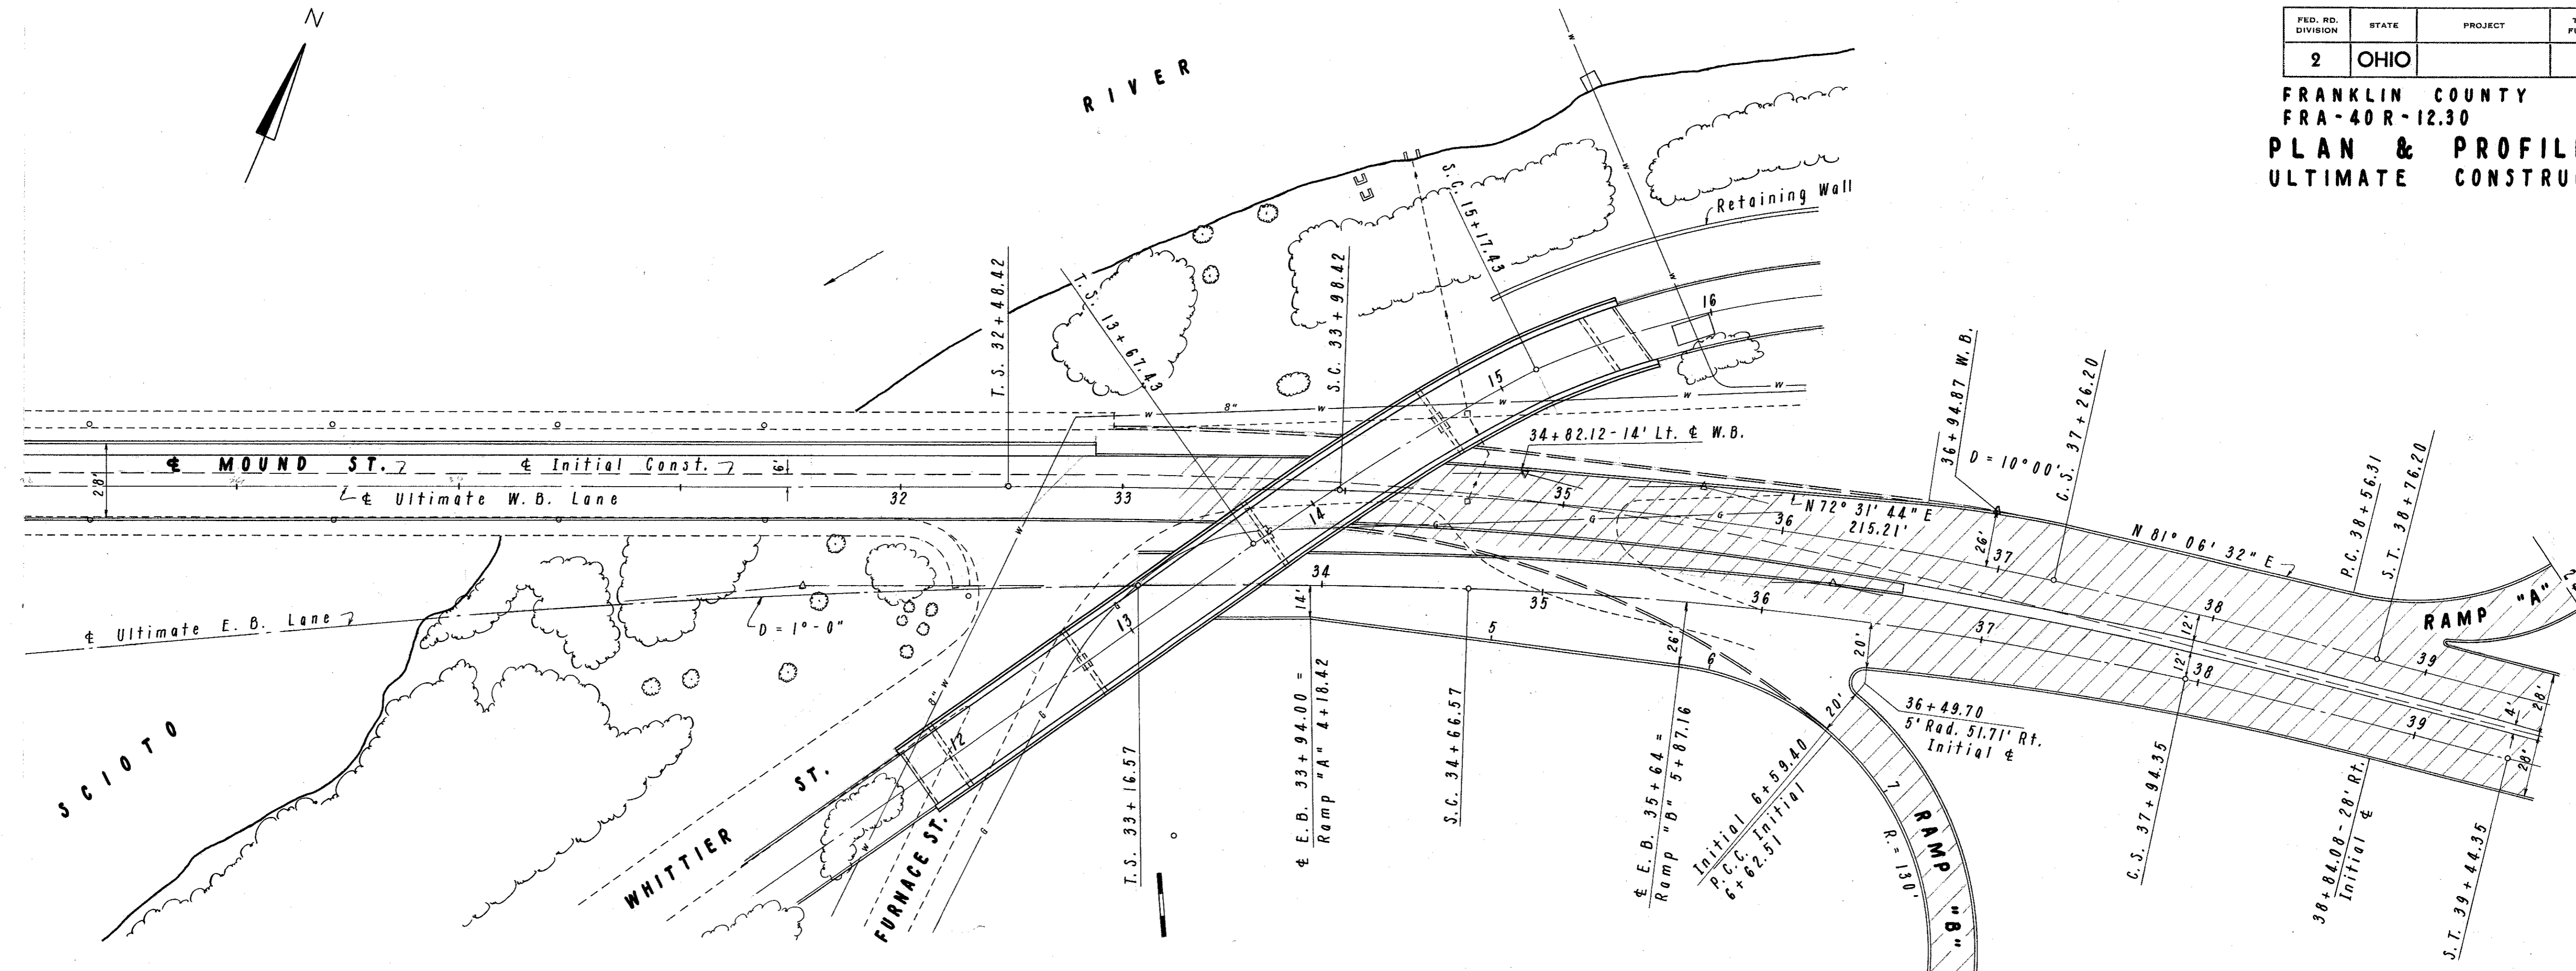 FED. RD. DIVISION STATE PROJECT
2 OHIO
FRANKLIN COUNTY
FRA-40R-12.30
PLAN &
ULTIMATE
N
RIVER
SCIOTO
Retaining Wall
S.C. 15+17.43
T.S. 13+67.43
T.S. 32+48.42
S.C. 33+98.42
16
15
14
13
12
W
W
W
W
W
W
8"
W
W
W
W
W
34+82.12-14' Lt. ℄ W.B.
36+94.87 W.B.
D = 10°00'
C.S. 37+26.20
P.C. 38+56.31
S.T. 38+76.20
℄ MOUND ST.
℄ Initial Const.
6'
28'
℄ Ultimate W.B. Lane
32
33
35
36
37
38
39
N 72° 31' 44" E
215.21'
26'
N 81° 06' 32" E
RAMP "A"
℄ Ultimate E. B. Lane
D = 1°-0"
34
35
36
37
38
39
14'
5
6
7
26'
20'
20'
12'
12'
4'
28'
28'
G
G
G
G
G
G
8" W
W
36+49.70
5' Rad. 51.71' Rt.
Initial ℄
WHITTIER ST.
FURNACE ST.
T.S. 33+16.57
℄ E.B. 33+94.00 =
Ramp "A" 4+18.42
S.C. 34+66.57
℄ E.B. 35+64 =
Ramp "B" 5+87.16
Initial 6+59.40
P.C.C. Initial
6+62.51
R.=130'
RAMP "B"
C.S. 37+94.35
38+84.08-28' Rt.
Initial ℄
S.T. 39+44.35